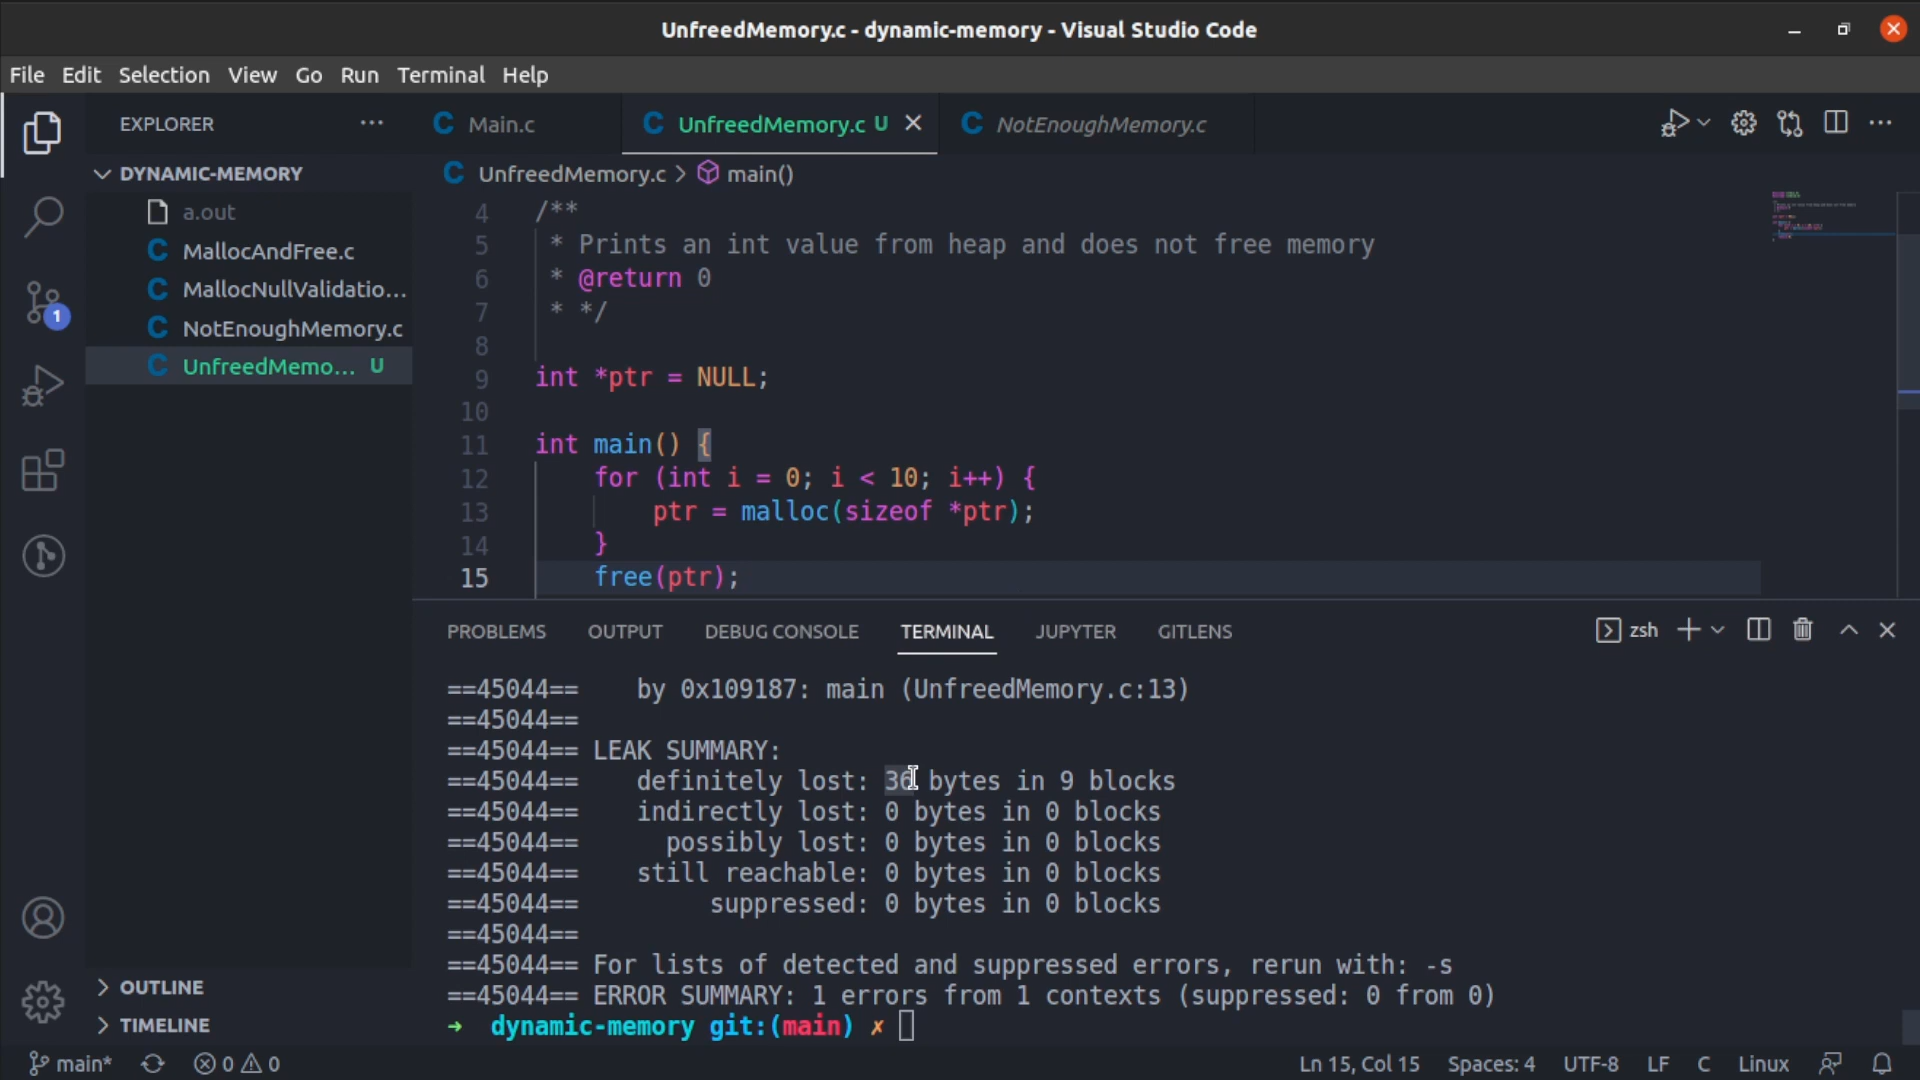 UnfreedMemory.c - dynamic-memory - Visual Studio Code
File Edit Selection View Go Run Terminal Help
EXPLORER
DYNAMIC-MEMORY
a.out
MallocAndFree.c
MallocNullValidatio...
NotEnoughMemory.c
UnfreedMemo... U
OUTLINE
TIMELINE
1
Main.c UnfreedMemory.c U NotEnoughMemory.c
UnfreedMemory.c > main()
4 /**
5 * Prints an int value from heap and does not free memory
6 * @return 0
7 * */
8
9 int *ptr = NULL;
10
11 int main() {
12 for (int i = 0; i < 10; i++) {
13 ptr = malloc(sizeof *ptr);
14 }
15 free(ptr);
PROBLEMS OUTPUT DEBUG CONSOLE TERMINAL JUPYTER GITLENS zsh
==45044== by 0x109187: main (UnfreedMemory.c:13)
==45044==
==45044== LEAK SUMMARY:
==45044== definitely lost: 36 bytes in 9 blocks
==45044== indirectly lost: 0 bytes in 0 blocks
==45044== possibly lost: 0 bytes in 0 blocks
==45044== still reachable: 0 bytes in 0 blocks
==45044== suppressed: 0 bytes in 0 blocks
==45044==
==45044== For lists of detected and suppressed errors, rerun with: -s
==45044== ERROR SUMMARY: 1 errors from 1 contexts (suppressed: 0 from 0)
➜ dynamic-memory git:(main) ✗
main* 0 0 Ln 15, Col 15 Spaces: 4 UTF-8 LF C Linux